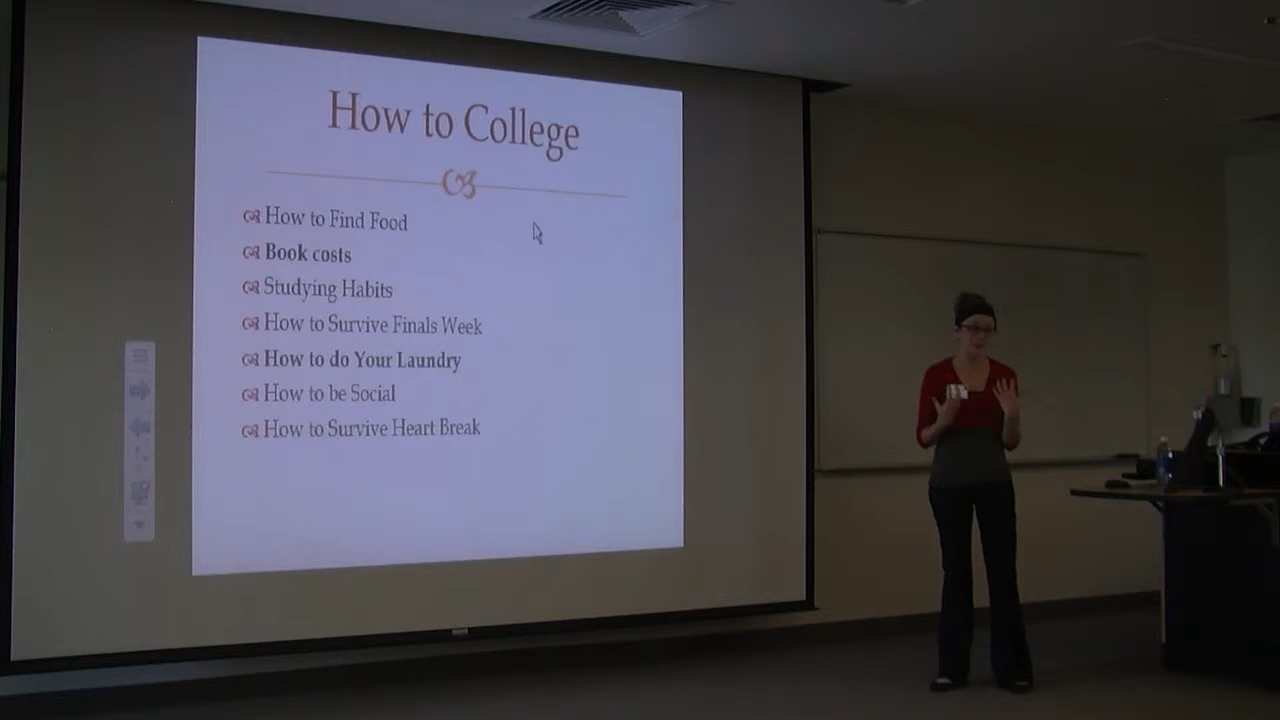 How to College
How to Find Food
Book costs
Studying Habits
How to Survive Finals Week
How to do Your Laundry
How to be Social
How to Survive Heart Break